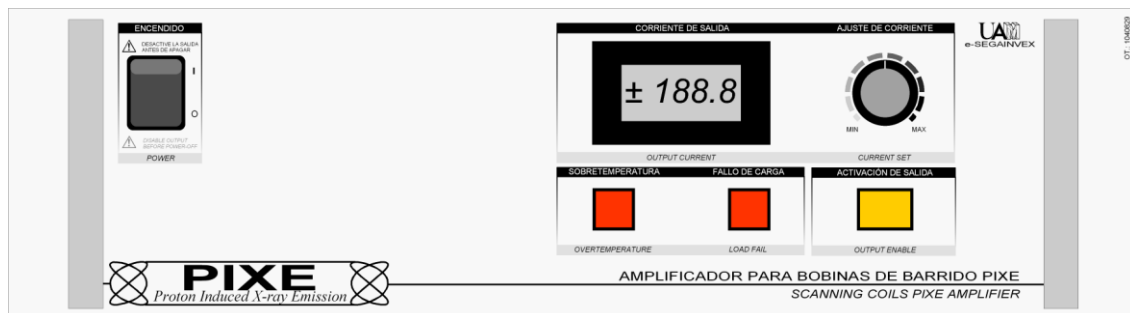 ENCENDIDO
DESACTIVE LA SALIDA
ANTES DE APAGAR
I
O
DISABLE OUTPUT
BEFORE POWER-OFF
POWER
CORRIENTE DE SALIDA
± 188.8
OUTPUT CURRENT
AJUSTE DE CORRIENTE
MIN
MAX
CURRENT SET
UAM
e-SEGAINVEX
OT.: 1040829
SOBRETEMPERATURA
FALLO DE CARGA
OVERTEMPERATURE
LOAD FAIL
ACTIVACIÓN DE SALIDA
OUTPUT ENABLE
PIXE
Proton Induced X-ray Emission
AMPLIFICADOR PARA BOBINAS DE BARRIDO PIXE
SCANNING COILS PIXE AMPLIFIER